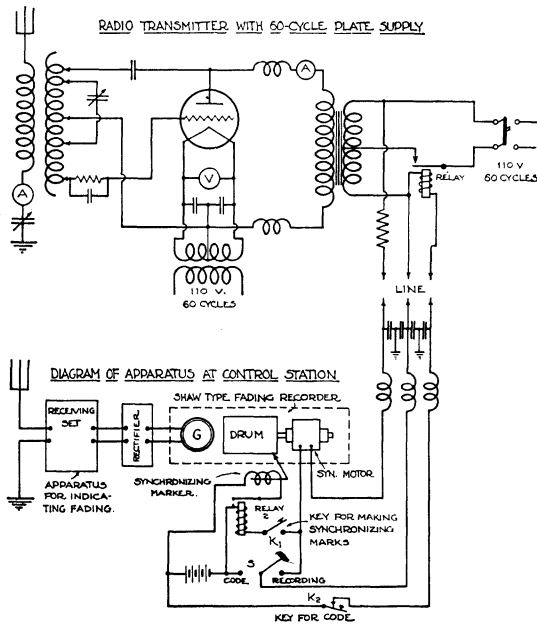 RADIO TRANSMITTER WITH 60-CYCLE PLATE SUPPLY
A
V
A
110 V
60 CYCLES
RELAY
110 V.
60 CYCLES
LINE
DIAGRAM OF APPARATUS AT CONTROL STATION
SHAW TYPE FADING RECORDER
RECEIVING
SET
RECTIFIER
G
DRUM
SYN. MOTOR
APPARATUS
FOR INDICA-
TING FADING.
SYNCHRONIZING
MARKER.
RELAY
2
K1
KEY FOR MAKING
SYNCHRONIZING
MARKS
S
CODE
RECORDING
K2
KEY FOR CODE